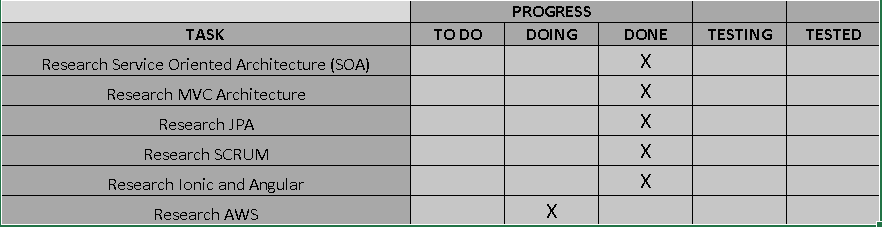 PROGRESS
TASK TO DO DOING DONE TESTING TESTED
Research Service Oriented Architecture (SOA) X
Research MVC Architecture X
Research JPA X
Research SCRUM X
Research Ionic and Angular X
Research AWS X